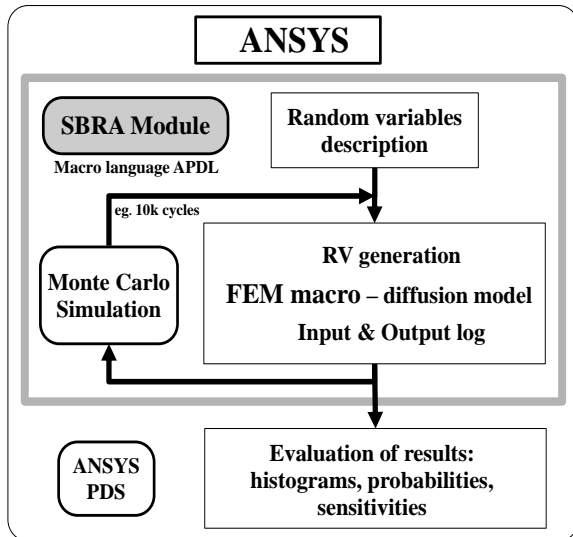 ANSYS
SBRA Module
Macro language APDL
Random variables
description
eg. 10k cycles
Monte Carlo
Simulation
RV generation
FEM macro – diffusion model
Input & Output log
ANSYS
PDS
Evaluation of results:
histograms, probabilities,
sensitivities